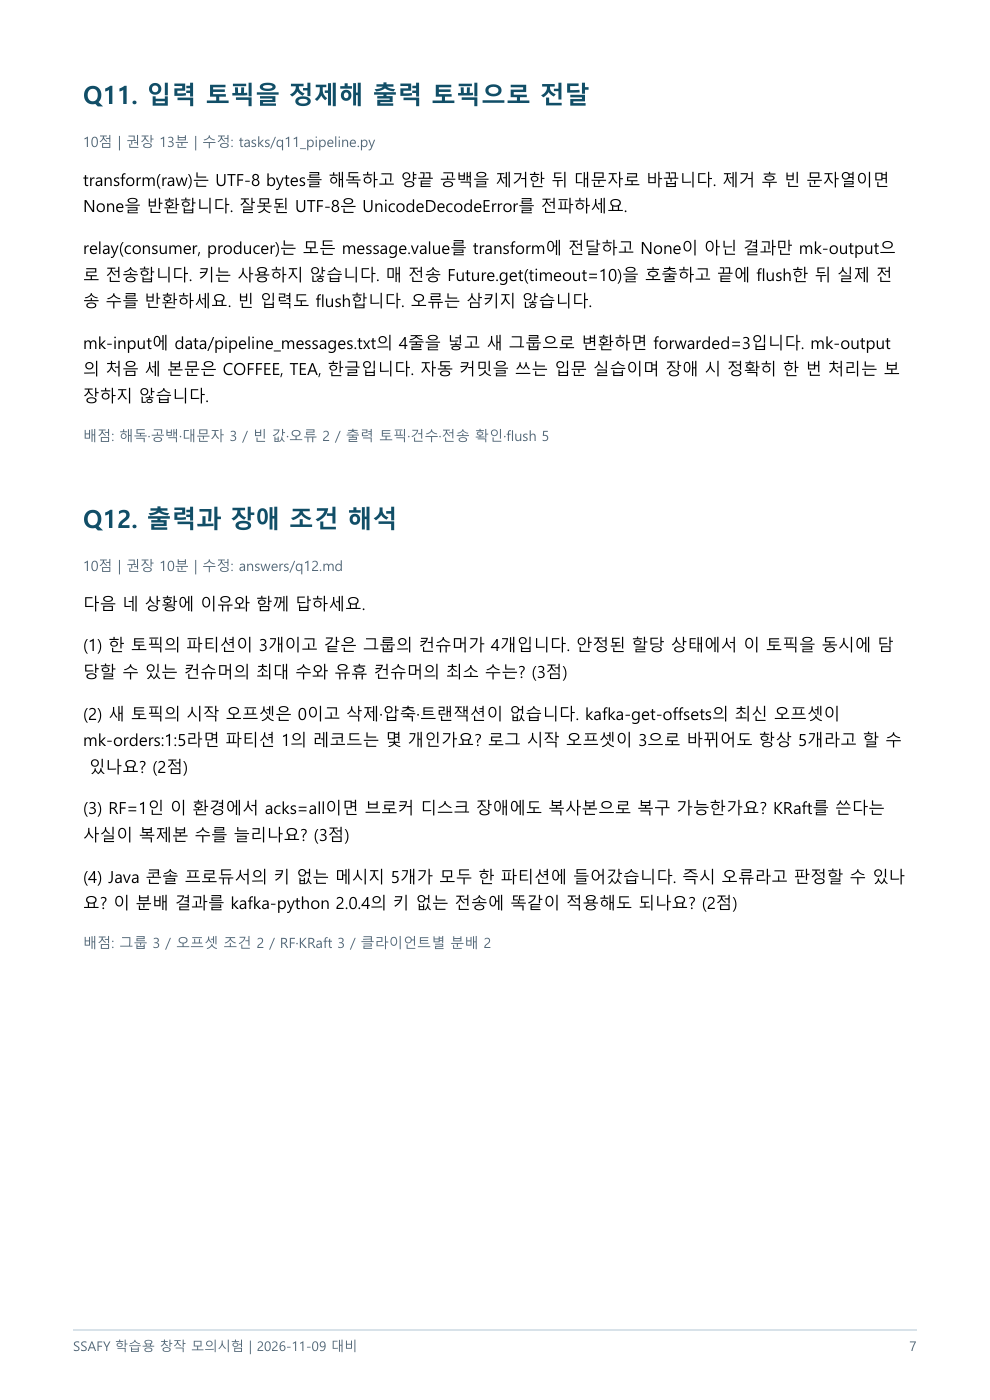 Q11. 입력 토픽을 정제해 출력 토픽으로 전달
10점 | 권장 13분 | 수정: tasks/q11_pipeline.py
transform(raw)는 UTF-8 bytes를 해독하고 양끝 공백을 제거한 뒤 대문자로 바꿉니다. 제거 후 빈 문자열이면
None을 반환합니다. 잘못된 UTF-8은 UnicodeDecodeError를 전파하세요.
relay(consumer, producer)는 모든 message.value를 transform에 전달하고 None이 아닌 결과만 mk-output으
로 전송합니다. 키는 사용하지 않습니다. 매 전송 Future.get(timeout=10)을 호출하고 끝에 flush한 뒤 실제 전
송 수를 반환하세요. 빈 입력도 flush합니다. 오류는 삼키지 않습니다.
mk-input에 data/pipeline_messages.txt의 4줄을 넣고 새 그룹으로 변환하면 forwarded=3입니다. mk-output
의 처음 세 본문은 COFFEE, TEA, 한글입니다. 자동 커밋을 쓰는 입문 실습이며 장애 시 정확히 한 번 처리는 보
장하지 않습니다.
배점: 해독·공백·대문자 3 / 빈 값·오류 2 / 출력 토픽·건수·전송 확인·flush 5
Q12. 출력과 장애 조건 해석
10점 | 권장 10분 | 수정: answers/q12.md
다음 네 상황에 이유와 함께 답하세요.
(1) 한 토픽의 파티션이 3개이고 같은 그룹의 컨슈머가 4개입니다. 안정된 할당 상태에서 이 토픽을 동시에 담
당할 수 있는 컨슈머의 최대 수와 유휴 컨슈머의 최소 수는? (3점)
(2) 새 토픽의 시작 오프셋은 0이고 삭제·압축·트랜잭션이 없습니다. kafka-get-offsets의 최신 오프셋이
mk-orders:1:5라면 파티션 1의 레코드는 몇 개인가요? 로그 시작 오프셋이 3으로 바뀌어도 항상 5개라고 할 수
있나요? (2점)
(3) RF=1인 이 환경에서 acks=all이면 브로커 디스크 장애에도 복사본으로 복구 가능한가요? KRaft를 쓴다는
사실이 복제본 수를 늘리나요? (3점)
(4) Java 콘솔 프로듀서의 키 없는 메시지 5개가 모두 한 파티션에 들어갔습니다. 즉시 오류라고 판정할 수 있나
요? 이 분배 결과를 kafka-python 2.0.4의 키 없는 전송에 똑같이 적용해도 되나요? (2점)
배점: 그룹 3 / 오프셋 조건 2 / RF·KRaft 3 / 클라이언트별 분배 2
SSAFY 학습용 창작 모의시험 | 2026-11-09 대비
7